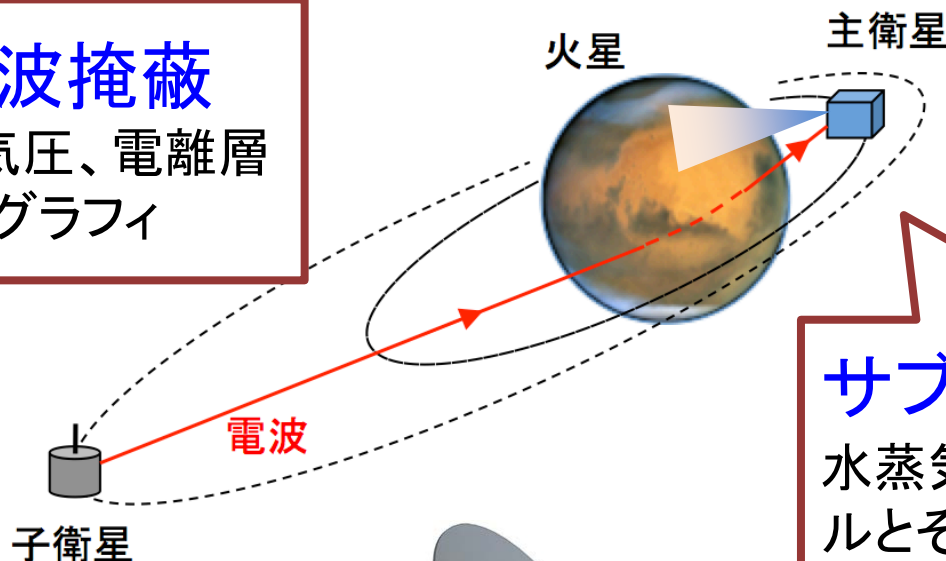 波掩蔽
気圧、電離層
グラフィ
火星
主衛星
電波
子衛星
サブ
水蒸気
ルとそ